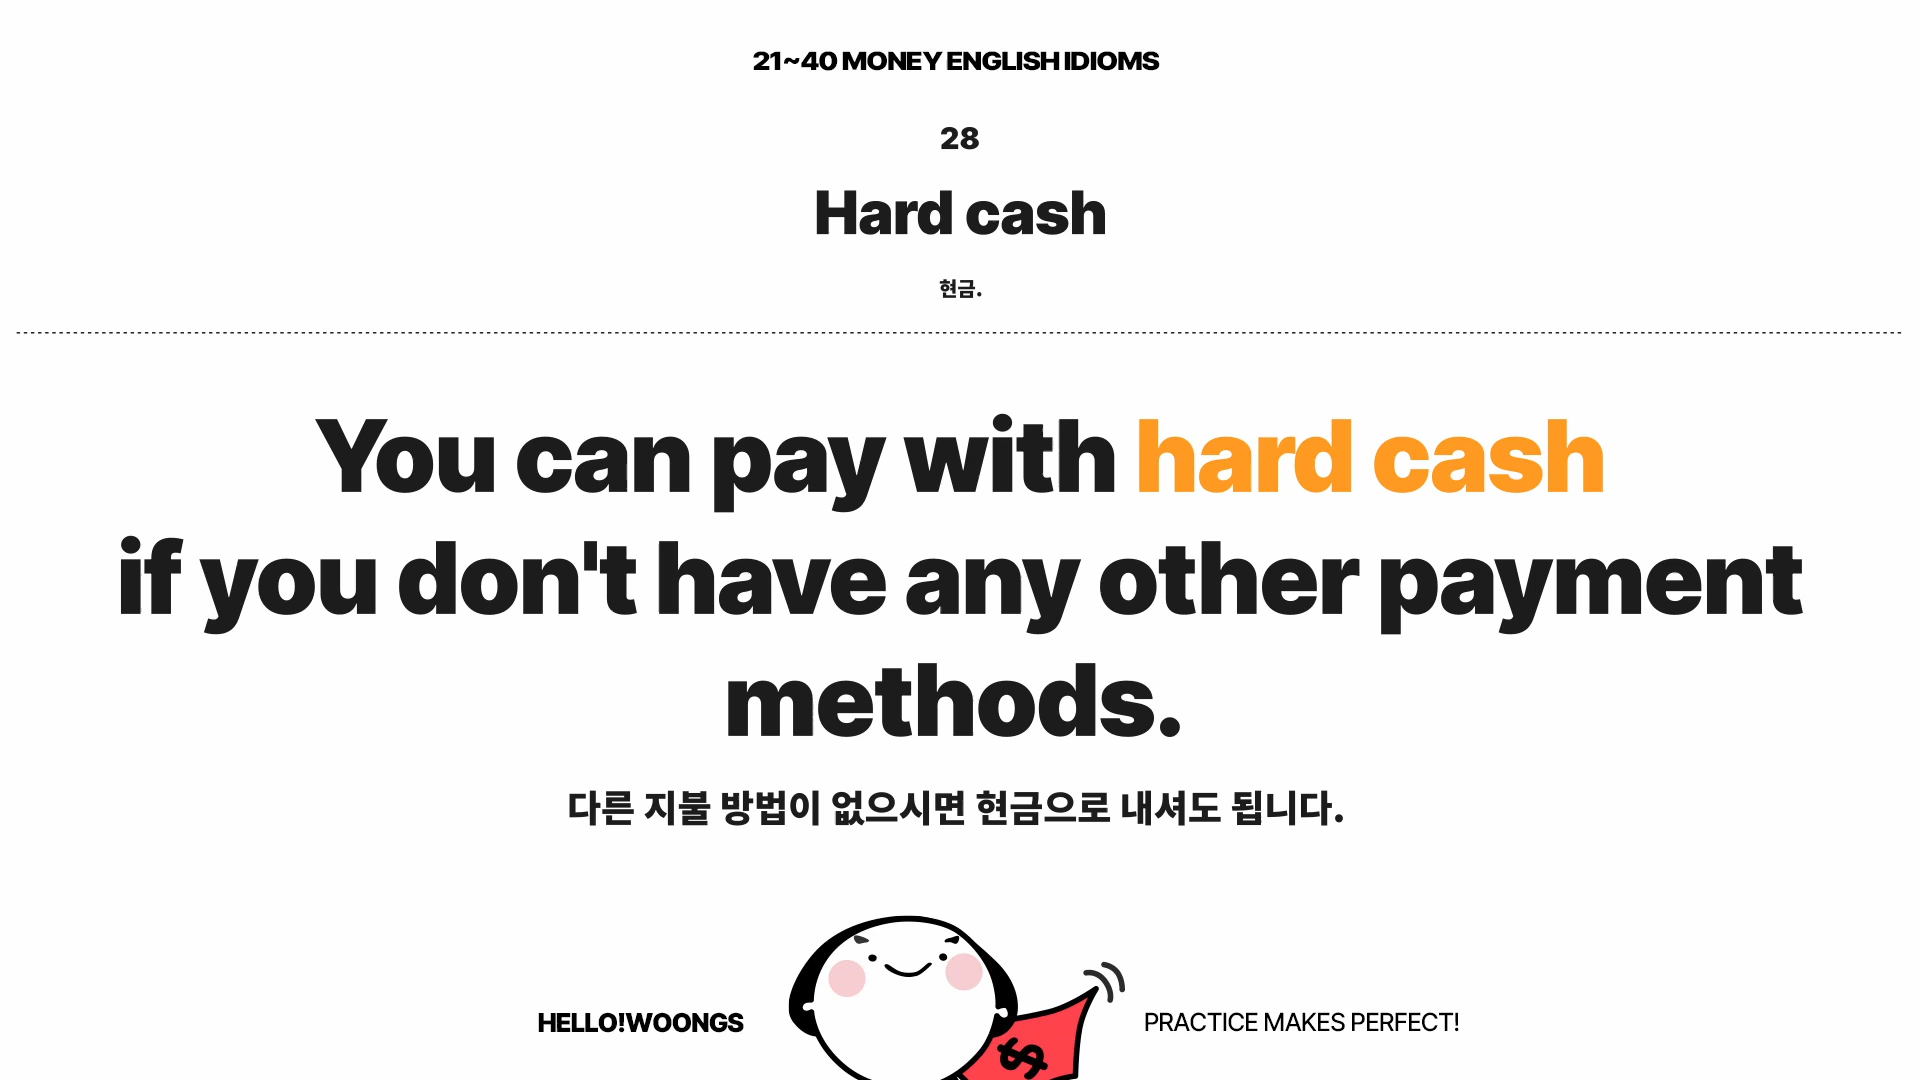 21~40 MONEY ENGLISH IDIOMS
28
Hard cash
현금.
You can pay with hard cash
if you don't have any other payment
methods.
다른 지불 방법이 없으시면 현금으로 내셔도 됩니다.
HELLO!WOONGS
$
PRACTICE MAKES PERFECT!